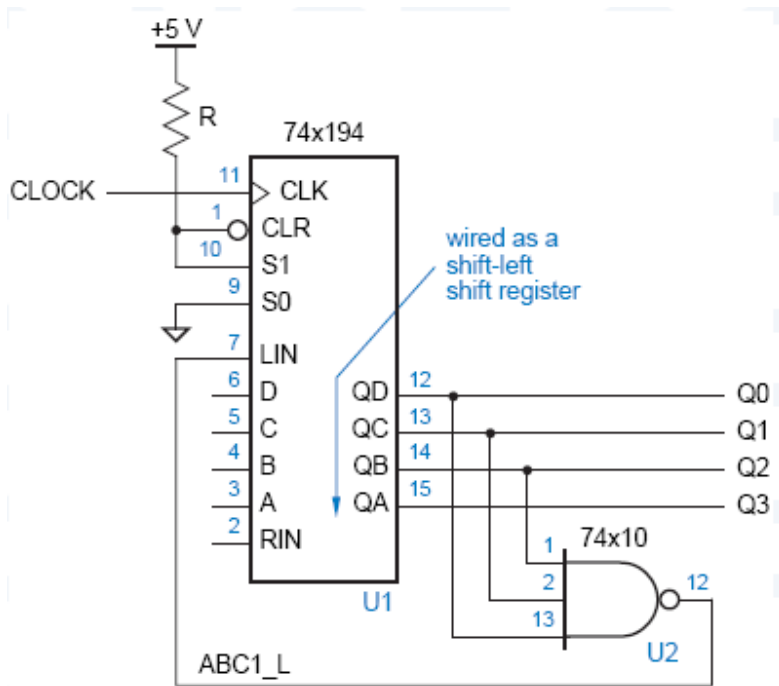 +5 V
R
74x194
CLOCK
11
CLK
1
CLR
10
S1
9
S0
wired as a
shift-left
shift register
7
LIN
6
D
QD
12
Q0
5
C
QC
13
Q1
4
B
QB
14
Q2
3
A
QA
15
Q3
2
RIN
74x10
1
2
13
12
U1
U2
ABC1_L